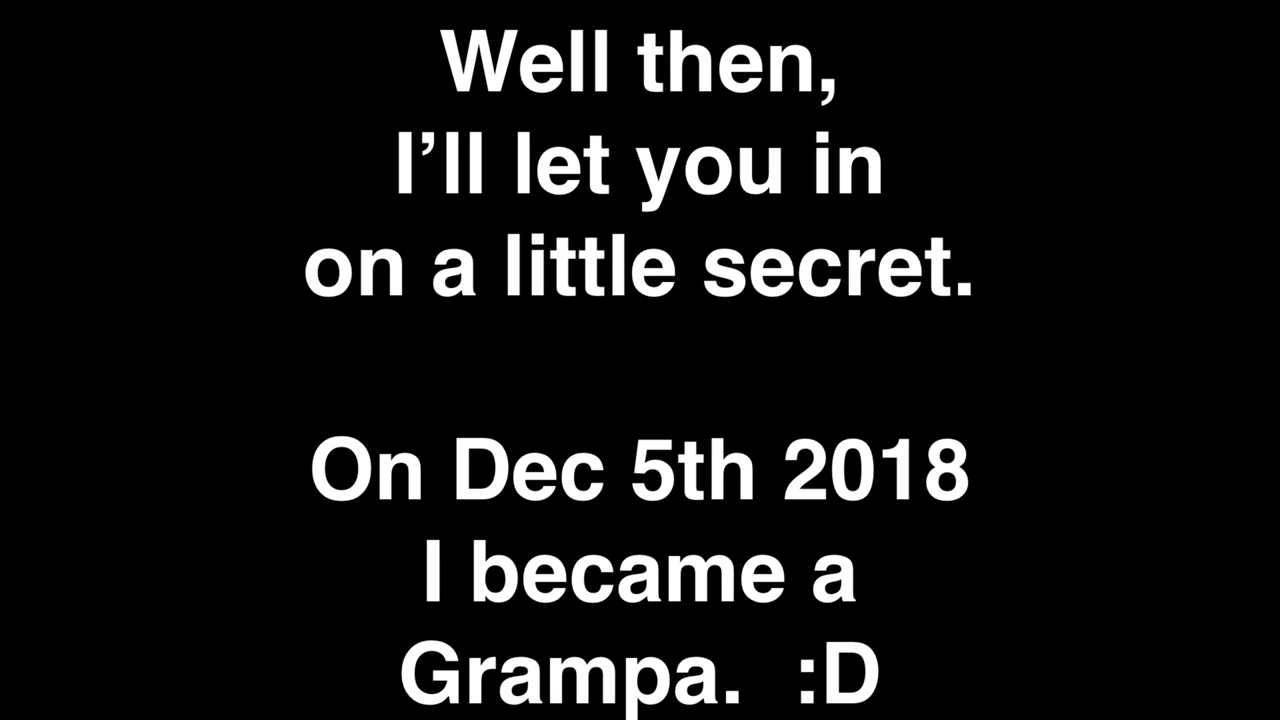 Well then,
I’ll let you in
on a little secret.
On Dec 5th 2018
I became a
Grampa.  :D